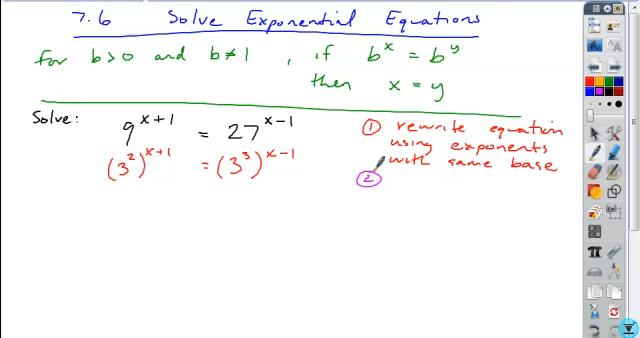 7.6 Solve Exponential Equations
For b>0 and b≠1, if b^x = b^y
then x = y
Solve: 9^(x+1) = 27^(x-1)
(3^2)^(x+1) = (3^3)^(x-1)
① rewrite equation
using exponents
with same base
②